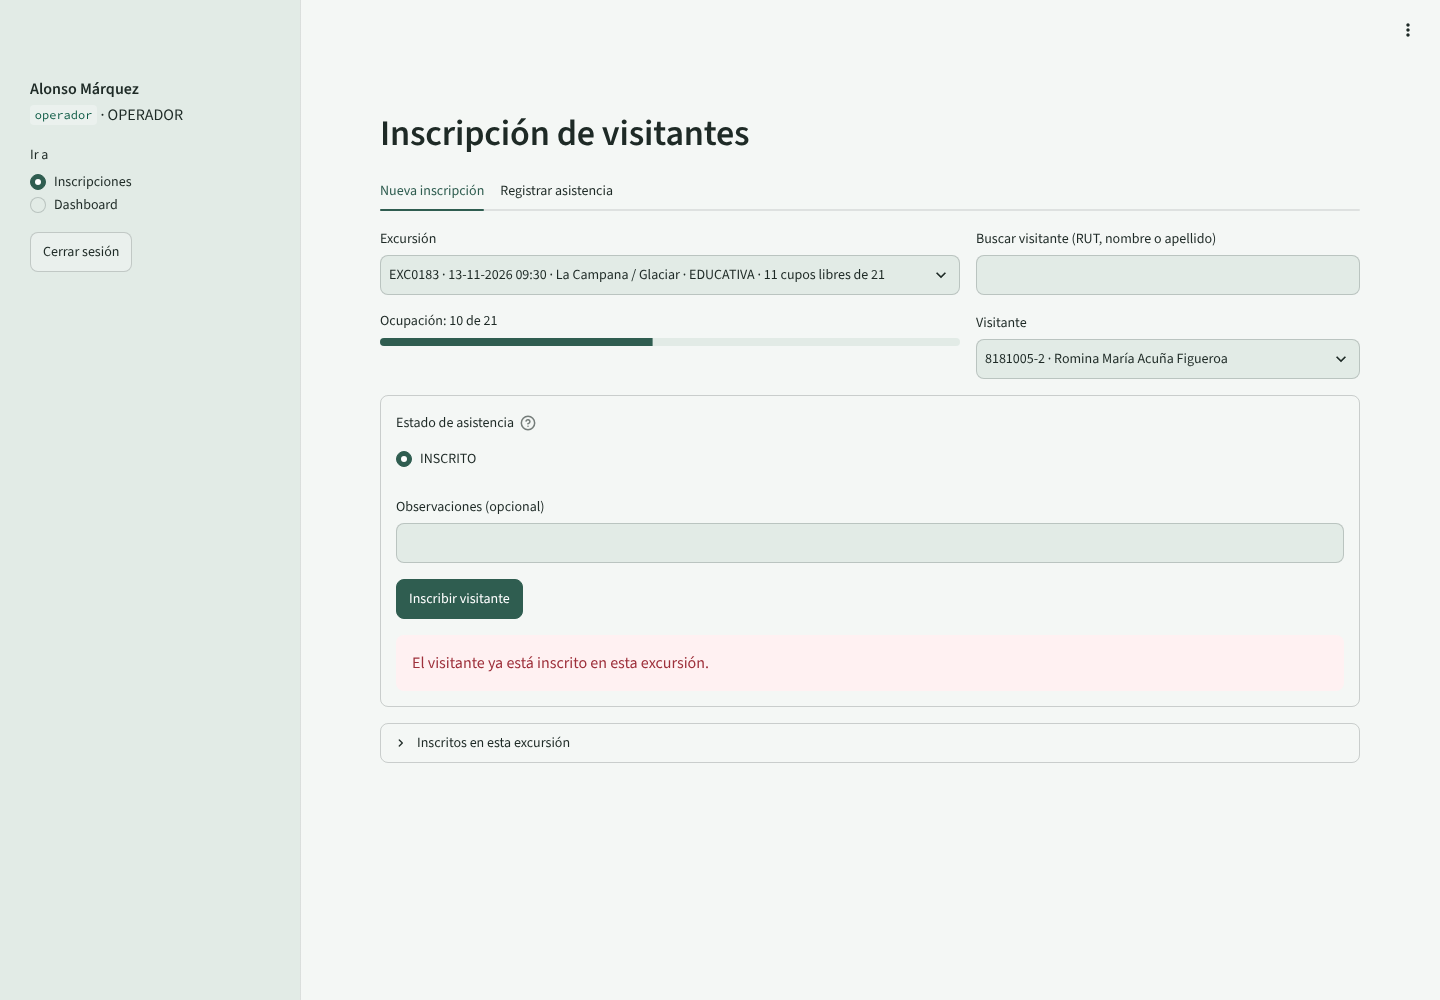 Alonso Márquez
operador · OPERADOR
Ir a
Inscripciones
Dashboard
Cerrar sesión
Inscripción de visitantes
Nueva inscripción
Registrar asistencia
Excursión
EXC0183 · 13-11-2026 09:30 · La Campana / Glaciar · EDUCATIVA · 11 cupos libres de 21
Ocupación: 10 de 21
Buscar visitante (RUT, nombre o apellido)
Visitante
8181005-2 · Romina María Acuña Figueroa
Estado de asistencia
INSCRITO
Observaciones (opcional)
Inscribir visitante
El visitante ya está inscrito en esta excursión.
Inscritos en esta excursión